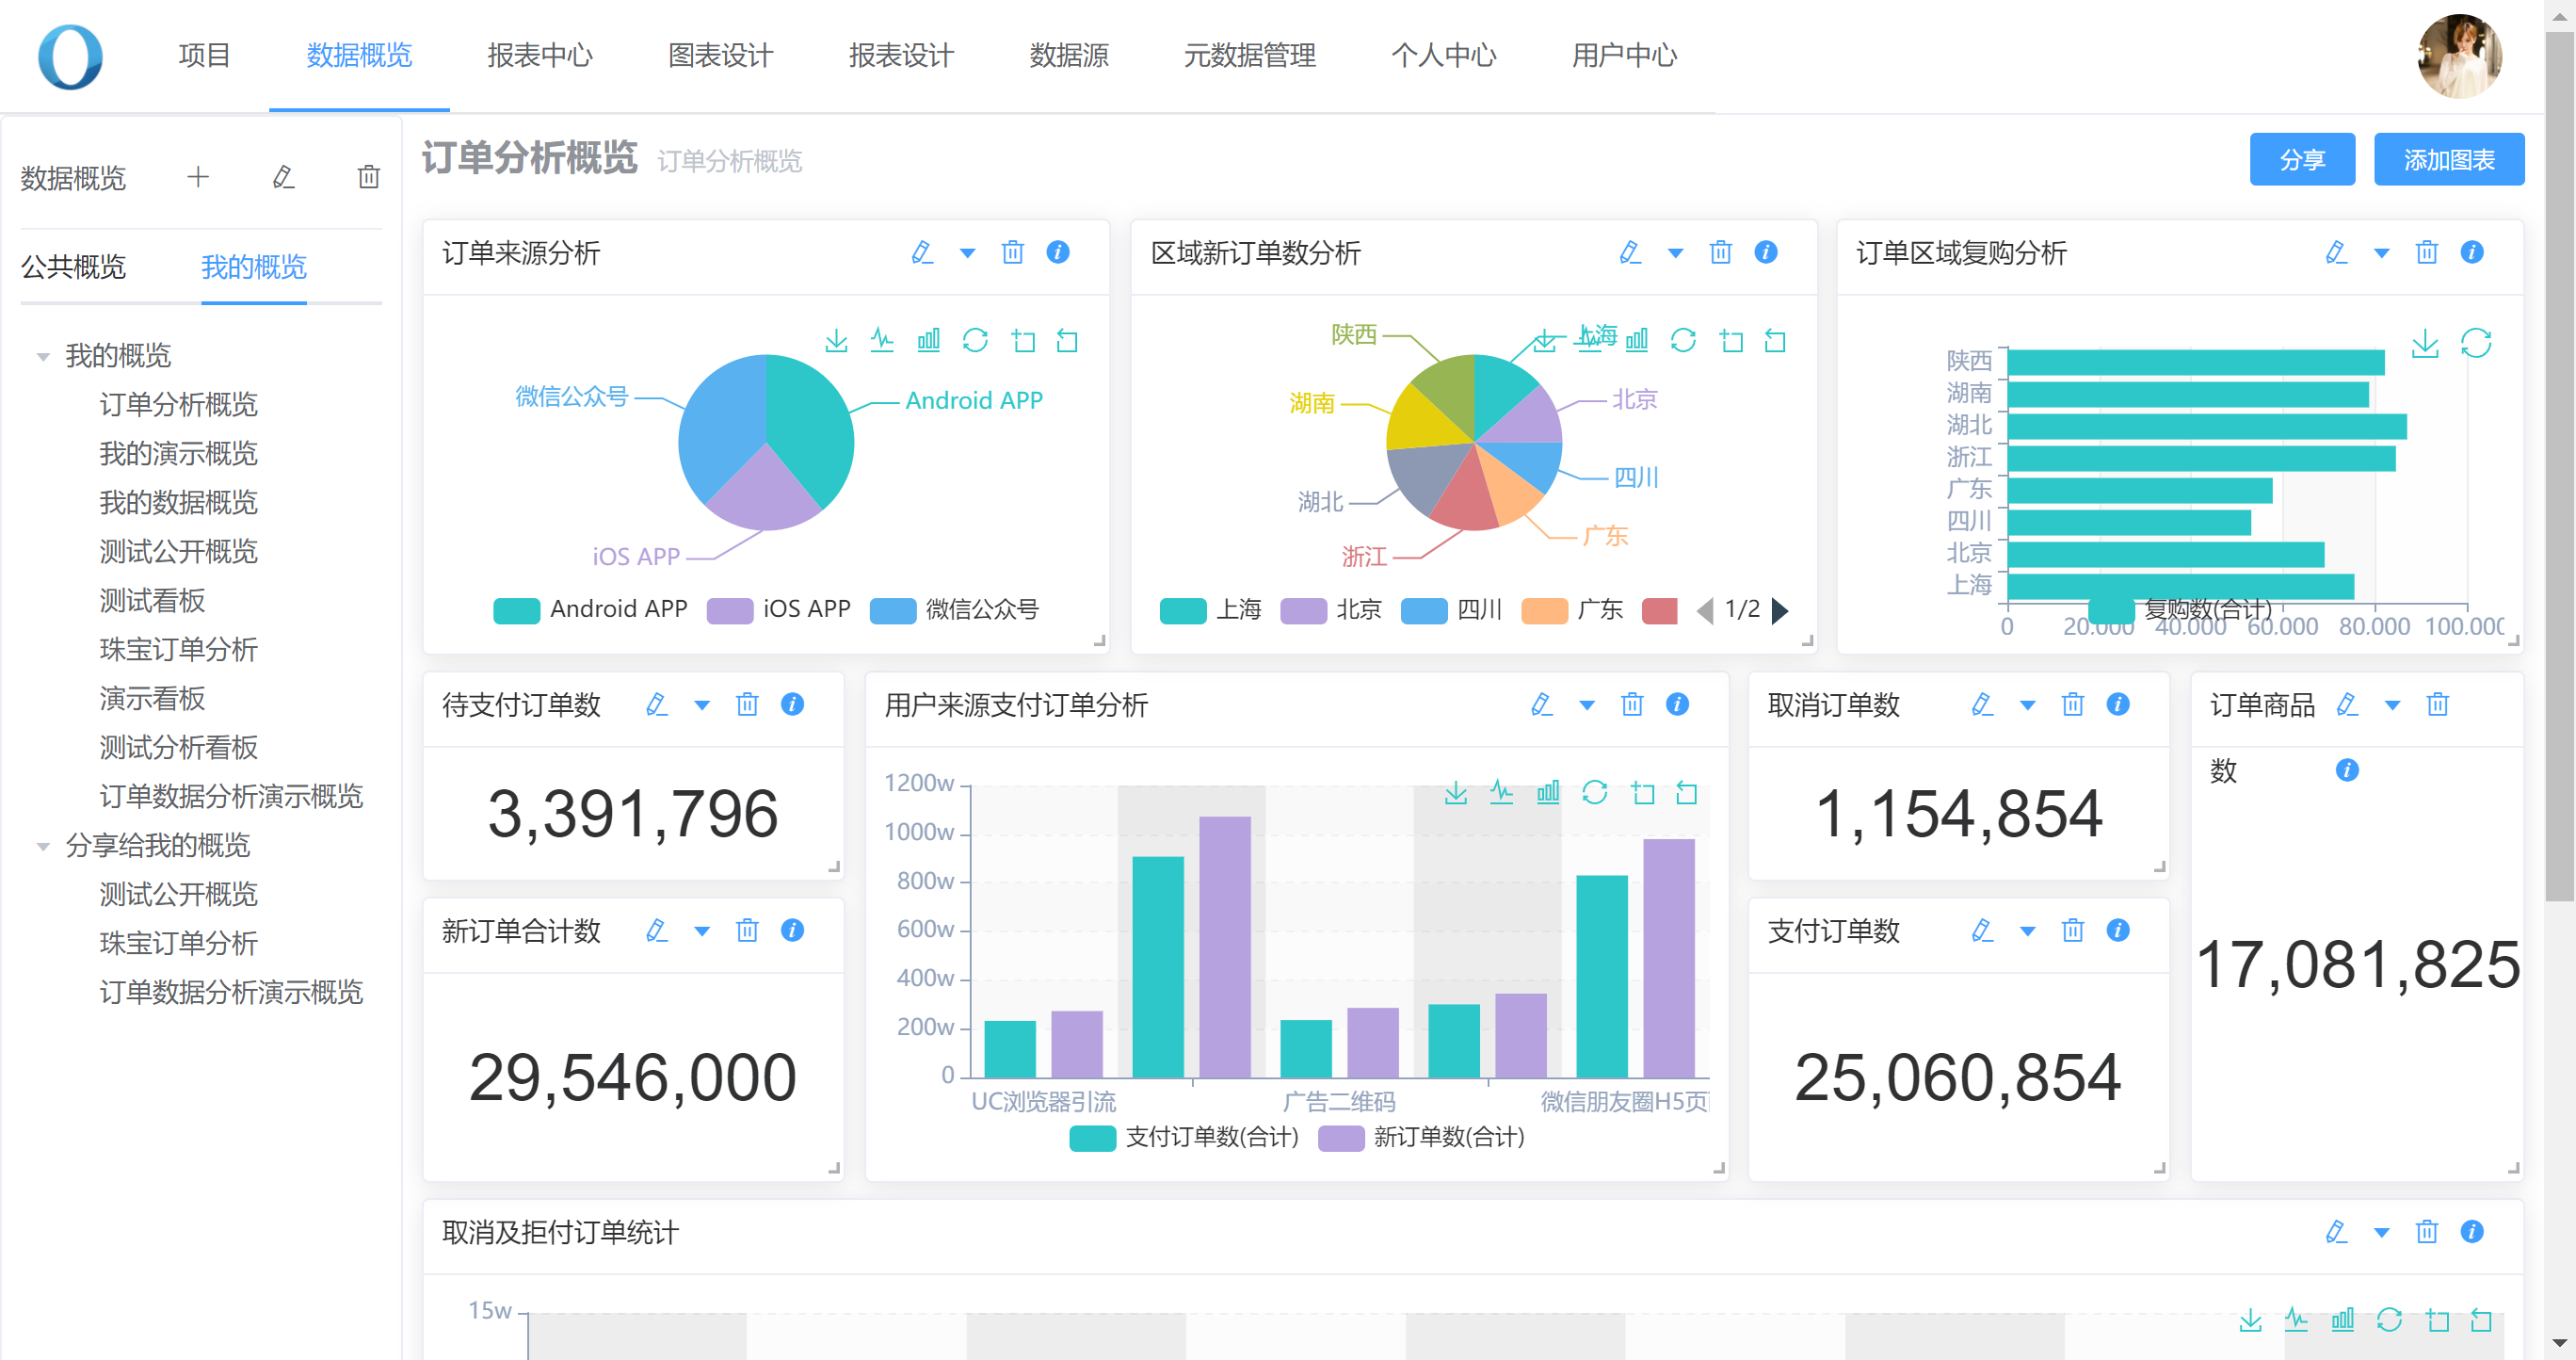 项目 数据概览 报表中心 图表设计 报表设计 数据源 元数据管理 个人中心 用户中心
数据概览
公共概览 我的概览
我的概览
订单分析概览
我的演示概览
我的数据概览
测试公开概览
测试看板
珠宝订单分析
演示看板
测试分析看板
订单数据分析演示概览
分享给我的概览
测试公开概览
珠宝订单分析
订单数据分析演示概览
订单分析概览 订单分析概览
分享 添加图表
订单来源分析
微信公众号
Android APP
iOS APP
Android APP iOS APP 微信公众号
区域新订单数分析
陕西 上海
湖南 北京
湖北 四川
浙江 广东
上海 北京 四川 广东 1/2
订单区域复购分析
陕西
湖南
湖北
浙江
广东
四川
北京
上海
复购数(合计)
0 20,000 40,000 60,000 80,000 100,000
待支付订单数
3,391,796
新订单合计数
29,546,000
用户来源支付订单分析
1200w
1000w
800w
600w
400w
200w
0
UC浏览器引流 广告二维码 微信朋友圈H5页
支付订单数(合计) 新订单数(合计)
取消订单数
1,154,854
支付订单数
25,060,854
订单商品
数
17,081,825
取消及拒付订单统计
15w